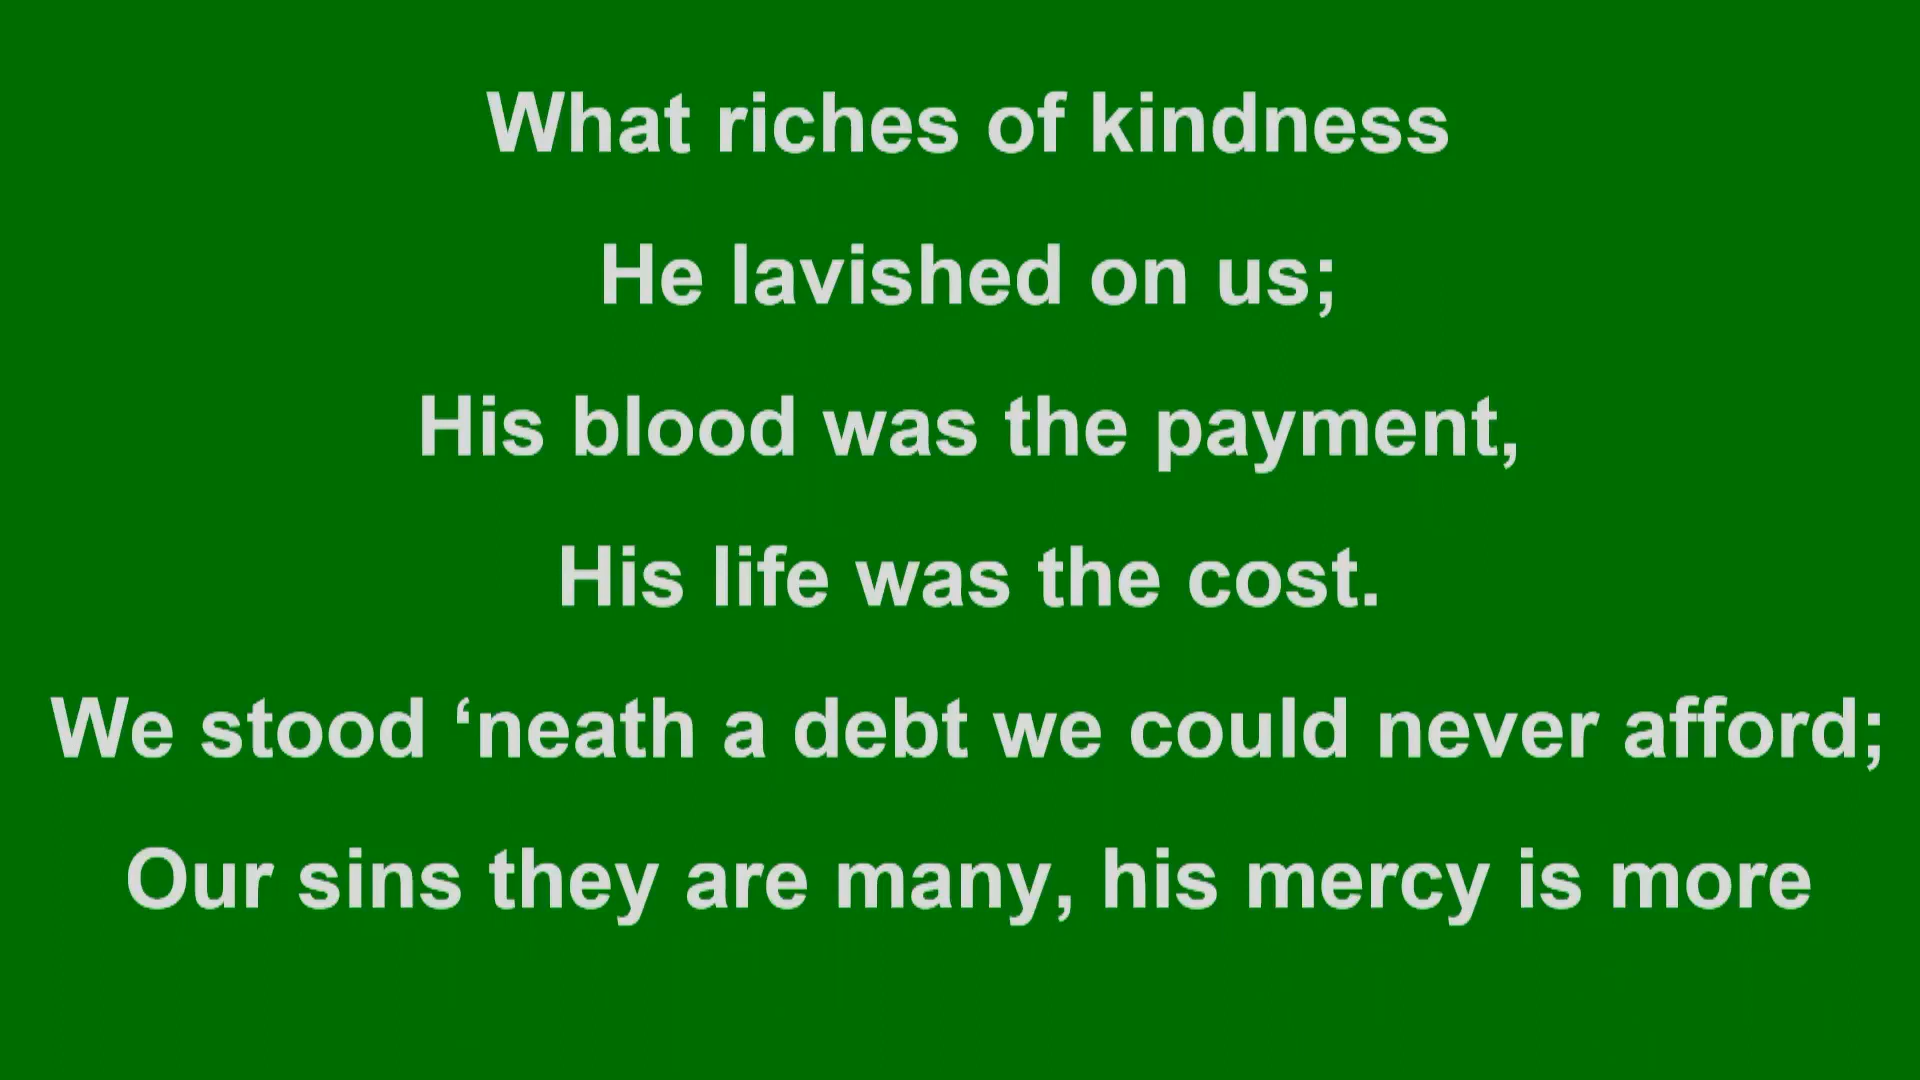 What riches of kindness
He lavished on us;
His blood was the payment,
His life was the cost.
We stood ‘neath a debt we could never afford;
Our sins they are many, his mercy is more